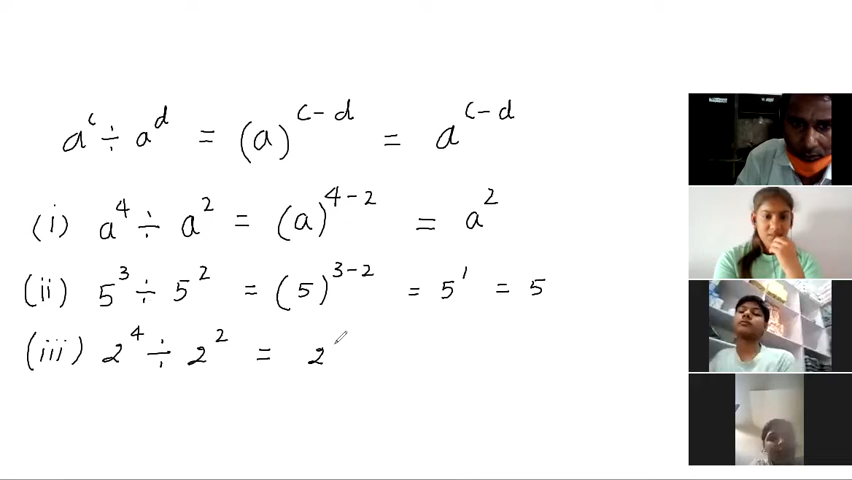 a^c ÷ a^d = (a)^(c-d) = a^(c-d)
(i) a^4 ÷ a^2 = (a)^(4-2) = a^2
(ii) 5^3 ÷ 5^2 = (5)^(3-2) = 5^1 = 5
(iii) 2^4 ÷ 2^2 = 2